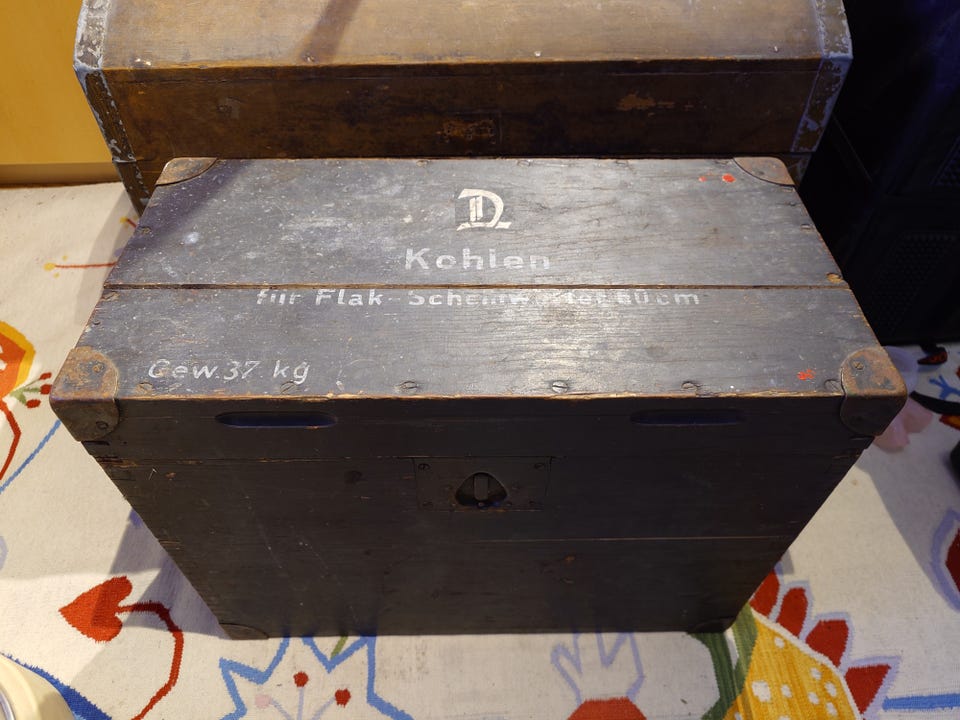 D
Kohlen
für Flak-Scheinwerfer 60cm
Gew. 37 kg